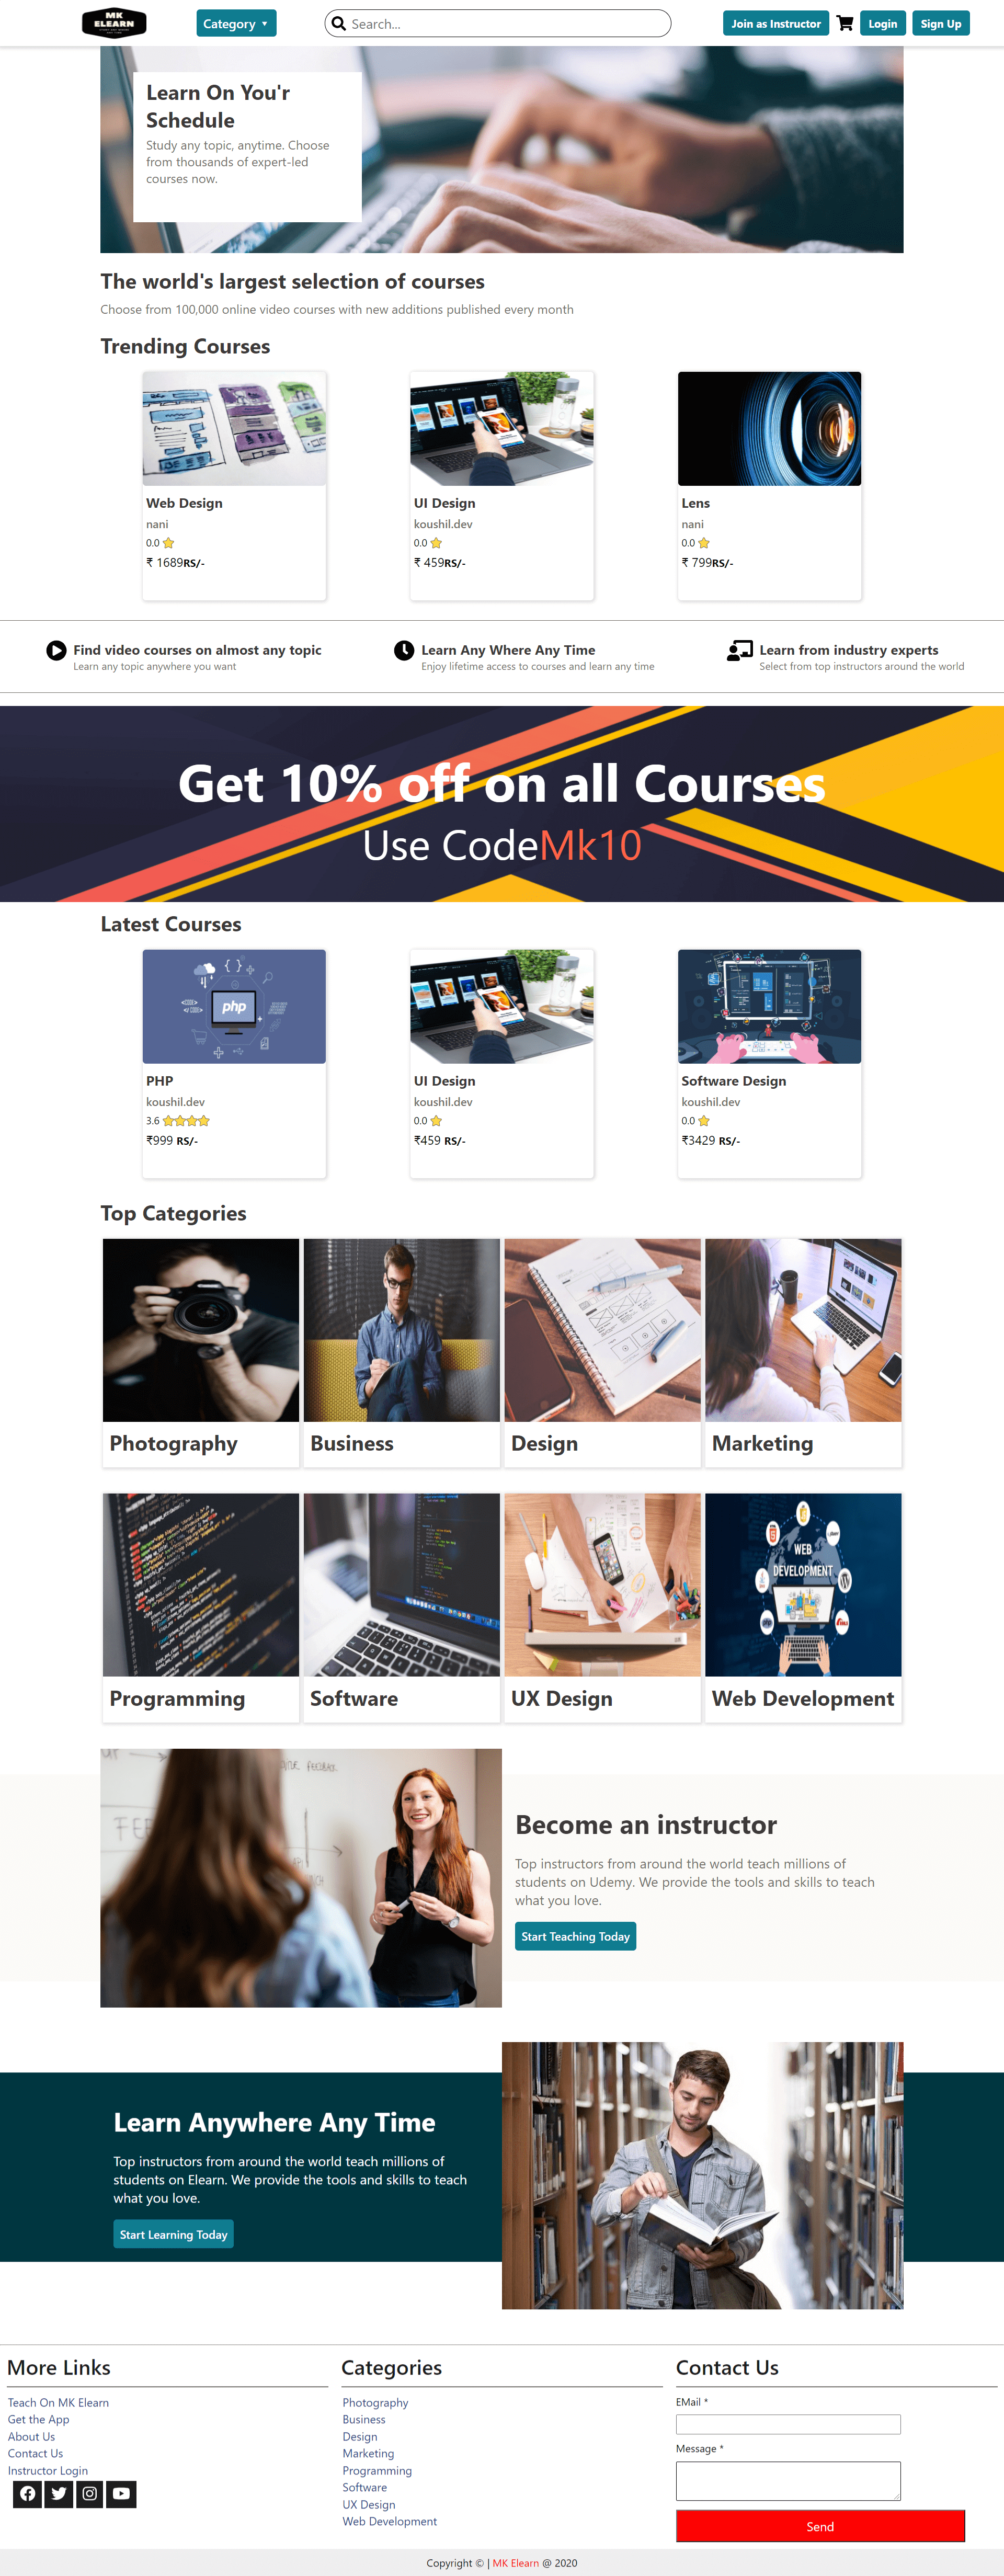 MK
ELEARN
Category
Search...
Join as Instructor
Login
Sign Up
Learn On You'r
Schedule
Study any topic, anytime. Choose
from thousands of expert-led
courses now.
The world's largest selection of courses
Choose from 100,000 online video courses with new additions published every month
Trending Courses
Web Design
nani
0.0
₹ 1689RS/-
UI Design
koushil.dev
0.0
₹ 459RS/-
Lens
nani
0.0
₹ 799RS/-
Find video courses on almost any topic
Learn any topic anywhere you want
Learn Any Where Any Time
Enjoy lifetime access to courses and learn any time
Learn from industry experts
Select from top instructors around the world
Get 10% off on all Courses
Use CodeMk10
Latest Courses
{ }
php
PHP
koushil.dev
3.6
₹999 RS/-
UI Design
koushil.dev
0.0
₹459 RS/-
Software Design
koushil.dev
0.0
₹3429 RS/-
Top Categories
Photography
Business
Design
Marketing
WEB
DEVELOPMENT
Programming
Software
UX Design
Web Development
FEEDBACK
Become an instructor
Top instructors from around the world teach millions of
students on Udemy. We provide the tools and skills to teach
what you love.
Start Teaching Today
Learn Anywhere Any Time
Top instructors from around the world teach millions of
students on Elearn. We provide the tools and skills to teach
what you love.
Start Learning Today
More Links
Teach On MK Elearn
Get the App
About Us
Contact Us
Instructor Login
Categories
Photography
Business
Design
Marketing
Programming
Software
UX Design
Web Development
Contact Us
EMail *
Message *
Send
Copyright © | MK Elearn @ 2020